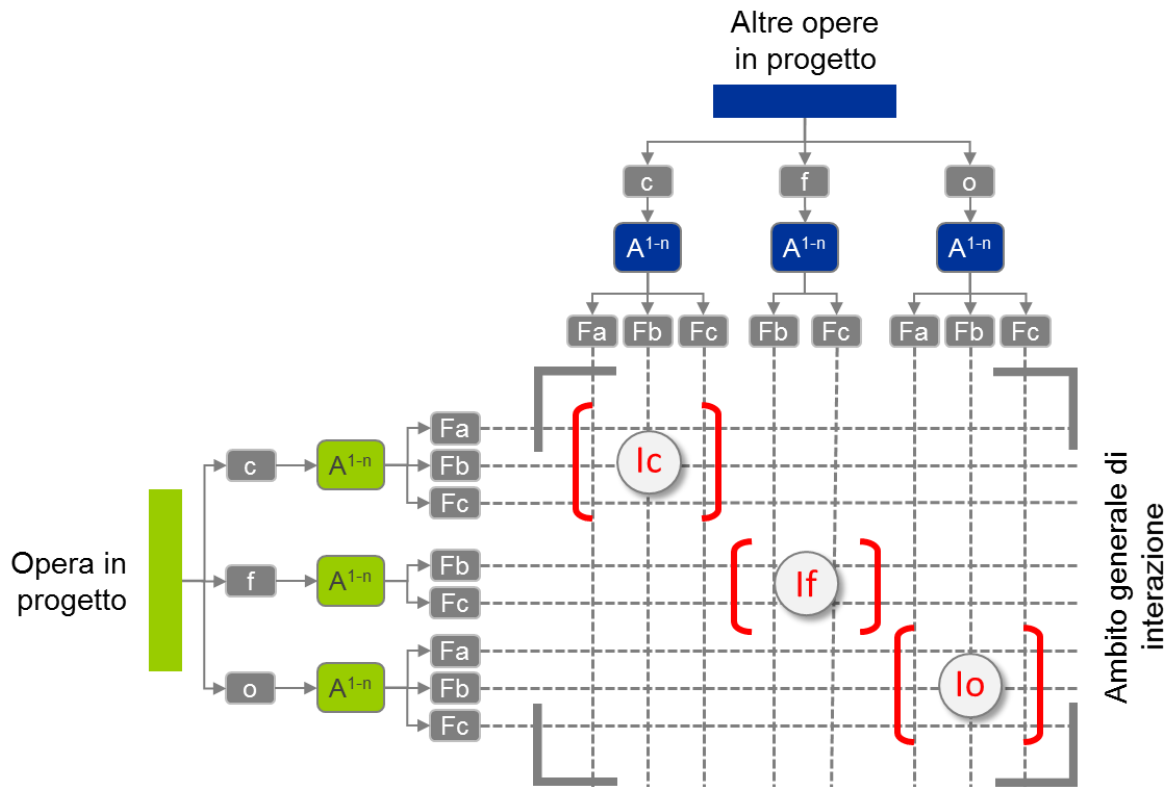 Altre opere
in progetto
c f o
A1-n A1-n A1-n
Fa Fb Fc Fb Fc Fa Fb Fc
Opera in
progetto
c A1-n Fa Fb Fc
f A1-n Fb Fc
o A1-n Fa Fb Fc
Ic
If
Io
Ambito generale di
interazione